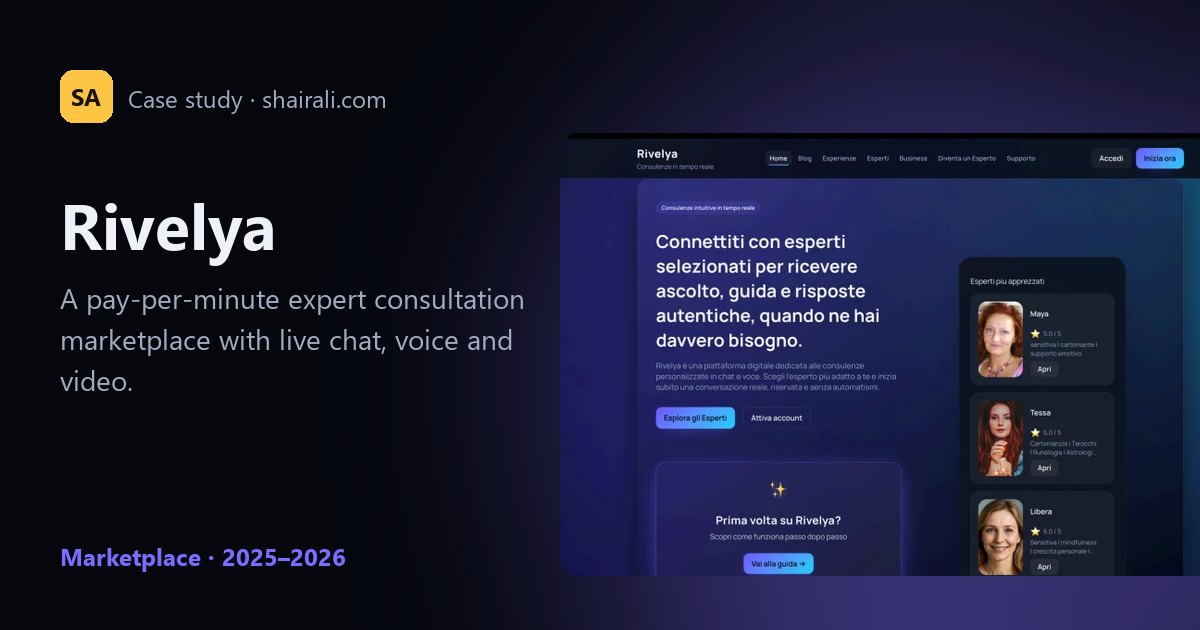 SA
Case study · shairali.com
Rivelya
A pay-per-minute expert consultation
marketplace with live chat, voice and
video.
Marketplace · 2025–2026
Rivelya
Consulenze in tempo reale
Home Blog Esperienze Esperti Business Diventa un Esperto Supporto
Accedi Inizia ora
Consulenze intuitive in tempo reale
Connettiti con esperti
selezionati per ricevere
ascolto, guida e risposte
autentiche, quando ne hai
davvero bisogno.
Rivelya è una piattaforma digitale dedicata alle consulenze
personalizzate in chat e voce. Scegli l'esperto più adatto a te e inizia
subito una conversazione reale, riservata e senza automatismi.
Esplora gli Esperti Attiva account
✨
Prima volta su Rivelya?
Scopri come funziona passo dopo passo
Vai alla guida →
Esperti piu apprezzati
Maya
⭐ 5.0 / 5
sensitiva I cartomante I
supporto emotivo
Apri
Tessa
⭐ 5.0 / 5
Cartomanzia I Tarocchi
I Runologia I Astrologi...
Apri
Libera
⭐ 5.0 / 5
Sensitiva I mindfulness
I crescita personale I ...
Apri